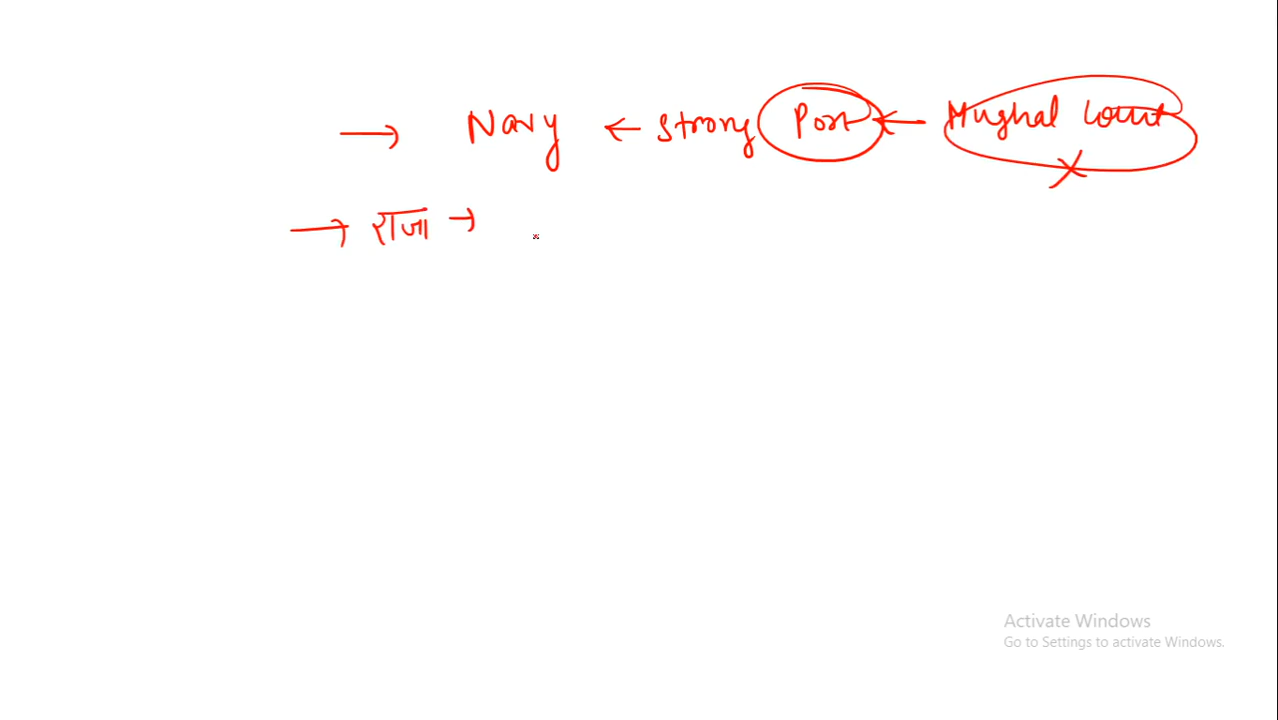 → Navy ← strong Port ← Mughal Court
→ राजा →
Activate Windows
Go to Settings to activate Windows.